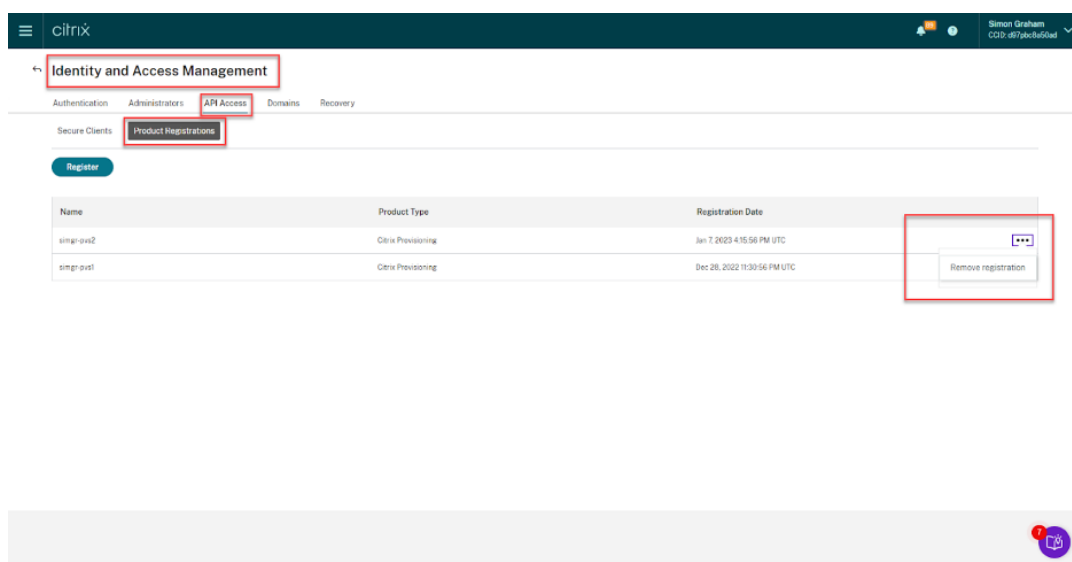 citrix
Simon Graham
CCID: d97pbc8a50ad
Identity and Access Management
Authentication Administrators API Access Domains Recovery
Secure Clients Product Registrations
Register
Name Product Type Registration Date
simgr-pvs2 Citrix Provisioning Jan 7, 2023 4:15:56 PM UTC
simgr-pvs1 Citrix Provisioning Dec 28, 2022 11:30:56 PM UTC
Remove registration
7